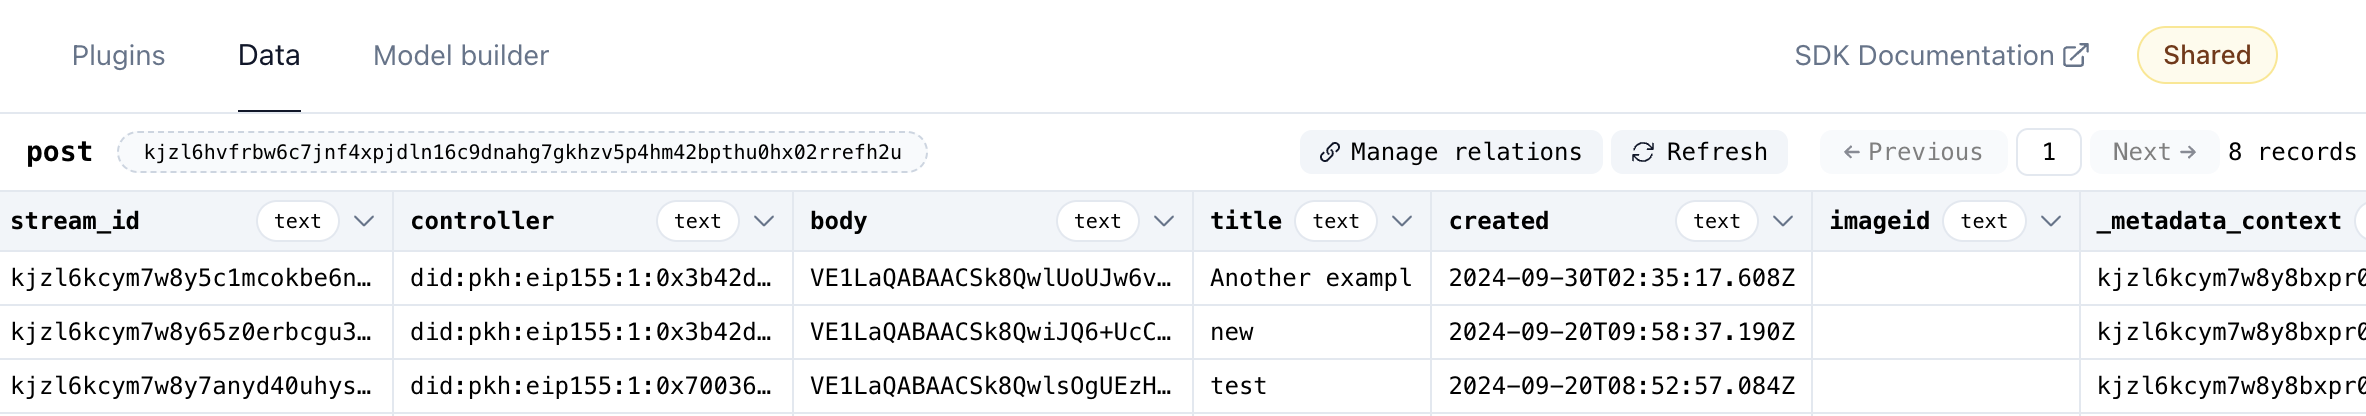 Plugins Data Model builder SDK Documentation Shared
post kjzl6hvfrbw6c7jnf4xpjdln16c9dnahg7gkhzv5p4hm42bpthu0hx02rrefh2u Manage relations Refresh ← Previous 1 Next → 8 records
stream_id text controller text body text title text created text imageid text _metadata_context
kjzl6kcym7w8y5c1mcokbe6n… did:pkh:eip155:1:0x3b42d… VE1LaQABAACSk8QwlUoUJw6v… Another exampl 2024-09-30T02:35:17.608Z kjzl6kcym7w8y8bxpr0
kjzl6kcym7w8y65z0erbcgu3… did:pkh:eip155:1:0x3b42d… VE1LaQABAACSk8QwiJQ6+UcC… new 2024-09-20T09:58:37.190Z kjzl6kcym7w8y8bxpr0
kjzl6kcym7w8y7anyd40uhys… did:pkh:eip155:1:0x70036… VE1LaQABAACSk8QwlsOgUEzH… test 2024-09-20T08:52:57.084Z kjzl6kcym7w8y8bxpr0